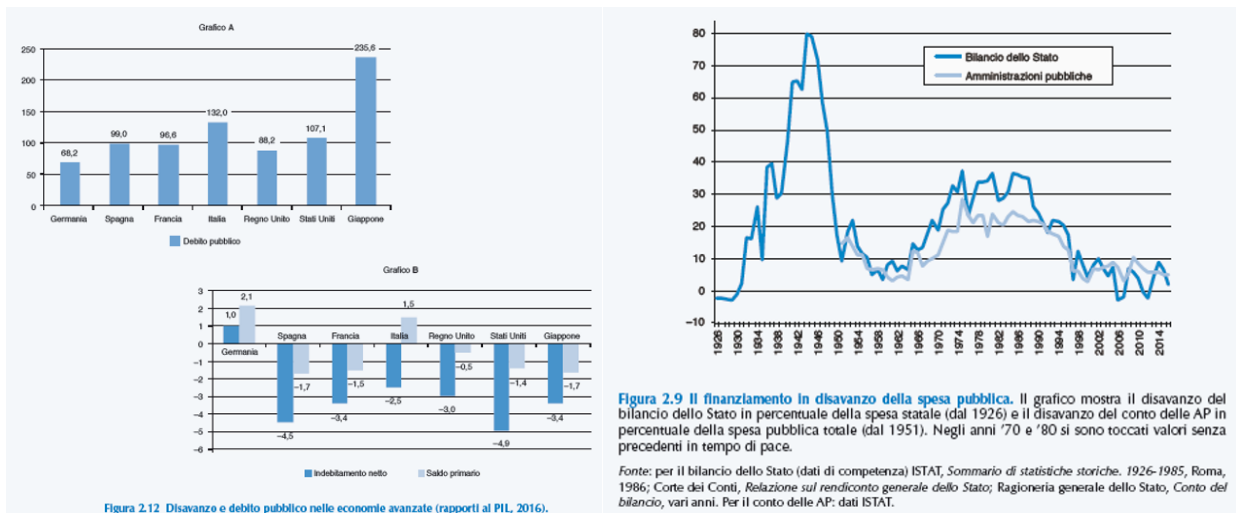 Grafico A
250
200
150
100
50
0
68,2
99,0
96,6
132,0
88,2
107,1
235,6
Germania Spagna Francia Italia Regno Unito Stati Uniti Giappone
Debito pubblico
Grafico B
3
2
1
0
–1
–2
–3
–4
–5
–6
1,0
2,1
1,5
Germania Spagna Francia Italia Regno Unito Stati Uniti Giappone
–4,5
–1,7
–3,4
–1,5
–2,5
–3,0
–0,5
–4,9
–1,4
–3,4
–1,7
Indebitamento netto Saldo primario
Figura 2.12 Disavanzo e debito pubblico nelle economie avanzate (rapporti al PIL, 2016).
80
70
60
50
40
30
20
10
0
–10
Bilancio dello Stato
Amministrazioni pubbliche
1926 1930 1934 1938 1942 1946 1950 1954 1958 1962 1966 1970 1974 1978 1982 1986 1990 1994 1998 2002 2006 2010 2014
Figura 2.9 Il finanziamento in disavanzo della spesa pubblica. Il grafico mostra il disavanzo del
bilancio dello Stato in percentuale della spesa statale (dal 1926) e il disavanzo del conto delle AP in
percentuale della spesa pubblica totale (dal 1951). Negli anni '70 e '80 si sono toccati valori senza
precedenti in tempo di pace.
Fonte: per il bilancio dello Stato (dati di competenza) ISTAT, Sommario di statistiche storiche. 1926-1985, Roma,
1986; Corte dei Conti, Relazione sul rendiconto generale dello Stato; Ragioneria generale dello Stato, Conto del
bilancio, vari anni. Per il conto delle AP: dati ISTAT.